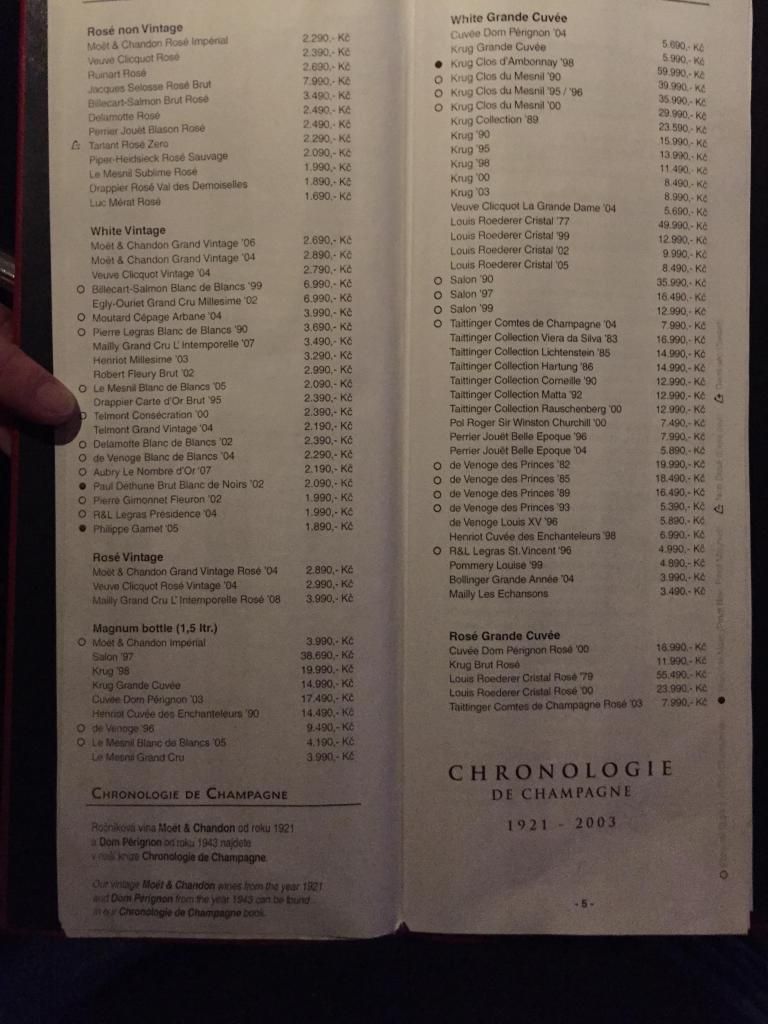 Rosé non Vintage
Moët & Chandon Rosé Impérial 2.290,- Kč
Veuve Clicquot Rosé 2.390,- Kč
Ruinart Rosé 2.690,- Kč
Jacques Selosse Rosé Brut 7.990,- Kč
Billecart-Salmon Brut Rosé 3.490,- Kč
Delamotte Rosé 2.490,- Kč
Perrier Jouët Blason Rosé 2.490,- Kč
Tarlant Rosé Zero 2.290,- Kč
Piper-Heidsieck Rosé Sauvage 2.090,- Kč
Le Mesnil Sublime Rosé 1.990,- Kč
Drappier Rosé Val des Demoiselles 1.890,- Kč
Luc Mérat Rosé 1.690,- Kč
White Vintage
Moët & Chandon Grand Vintage '06 2.690,- Kč
Moët & Chandon Grand Vintage '04 2.890,- Kč
Veuve Clicquot Vintage '04 2.790,- Kč
Billecart-Salmon Blanc de Blancs '99 6.990,- Kč
Egly-Ouriet Grand Cru Millesime '02 6.990,- Kč
Moutard Cépage Arbane '04 3.990,- Kč
Pierre Legras Blanc de Blancs '90 3.690,- Kč
Mailly Grand Cru L' Intemporelle '07 3.490,- Kč
Henriot Millesime '03 3.290,- Kč
Robert Fleury Brut '02 2.990,- Kč
Le Mesnil Blanc de Blancs '05 2.090,- Kč
Drappier Carte d'Or Brut '95 2.390,- Kč
Telmont Consécration '00 2.390,- Kč
Telmont Grand Vintage '04 2.190,- Kč
Delamotte Blanc de Blancs '02 2.390,- Kč
de Venoge Blanc de Blancs '04 2.290,- Kč
Aubry Le Nombre d'Or '07 2.190,- Kč
Paul Déthune Brut Blanc de Noirs '02 2.090,- Kč
Pierre Gimonnet Fleuron '02 1.990,- Kč
R&L Legras Présidence '04 1.990,- Kč
Philippe Gamet '05 1.890,- Kč
Rosé Vintage
Moët & Chandon Grand Vintage Rosé '04 2.890,- Kč
Veuve Clicquot Rosé Vintage '04 2.990,- Kč
Mailly Grand Cru L' Intemporelle Rosé '08 3.990,- Kč
Magnum bottle (1,5 ltr.)
Moët & Chandon Impérial 3.990,- Kč
Salon '97 38.690,- Kč
Krug '98 19.990,- Kč
Krug Grande Cuvée 14.990,- Kč
Cuvée Dom Pérignon '03 17.490,- Kč
Henriot Cuvée des Enchanteleurs '90 14.490,- Kč
de Venoge '96 9.490,- Kč
Le Mesnil Blanc de Blancs '05 4.190,- Kč
Le Mesnil Grand Cru 3.990,- Kč
CHRONOLOGIE DE CHAMPAGNE
Ročníková vína Moët & Chandon od roku 1921
a Dom Pérignon od roku 1943 najdete
v naší knize Chronologie de Champagne.
Our vintage Moët & Chandon wines from the year 1921
and Dom Pérignon from the year 1943 can be found
in our Chronologie de Champagne book.
White Grande Cuvée
Cuvée Dom Pérignon '04 5.690,- Kč
Krug Grande Cuvée 5.990,- Kč
Krug Clos d'Ambonnay '98 59.990,- Kč
Krug Clos du Mesnil '90 39.990,- Kč
Krug Clos du Mesnil '95 / '96 35.990,- Kč
Krug Clos du Mesnil '00 29.990,- Kč
Krug Collection '89 23.590,- Kč
Krug '90 15.990,- Kč
Krug '95 13.990,- Kč
Krug '98 11.490,- Kč
Krug '00 8.490,- Kč
Krug '03 8.990,- Kč
Veuve Clicquot La Grande Dame '04 5.690,- Kč
Louis Roederer Cristal '77 49.990,- Kč
Louis Roederer Cristal '99 12.990,- Kč
Louis Roederer Cristal '02 9.990,- Kč
Louis Roederer Cristal '05 8.490,- Kč
Salon '90 35.990,- Kč
Salon '97 16.490,- Kč
Salon '99 12.990,- Kč
Taittinger Comtes de Champagne '04 7.990,- Kč
Taittinger Collection Viera da Silva '83 16.990,- Kč
Taittinger Collection Lichtenstein '85 14.990,- Kč
Taittinger Collection Hartung '86 14.990,- Kč
Taittinger Collection Corneille '90 12.990,- Kč
Taittinger Collection Matta '92 12.990,- Kč
Taittinger Collection Rauschenberg '00 12.990,- Kč
Pol Roger Sir Winston Churchill '00 7.490,- Kč
Perrier Jouët Belle Epoque '96 7.990,- Kč
Perrier Jouët Belle Epoque '04 5.890,- Kč
de Venoge des Princes '82 19.990,- Kč
de Venoge des Princes '85 18.490,- Kč
de Venoge des Princes '89 16.490,- Kč
de Venoge des Princes '93 5.390,- Kč
de Venoge Louis XV '96 5.890,- Kč
Henriot Cuvée des Enchanteleurs '98 6.990,- Kč
R&L Legras St.Vincent '96 4.990,- Kč
Pommery Louise '99 4.890,- Kč
Bollinger Grande Année '04 3.990,- Kč
Mailly Les Echansons 3.490,- Kč
Rosé Grande Cuvée
Cuvée Dom Pérignon Rosé '00 16.990,- Kč
Krug Brut Rosé 11.990,- Kč
Louis Roederer Cristal Rosé '79 55.490,- Kč
Louis Roederer Cristal Rosé '00 23.990,- Kč
Taittinger Comtes de Champagne Rosé '03 7.990,- Kč
CHRONOLOGIE
DE CHAMPAGNE
1921 - 2003
- 5 -